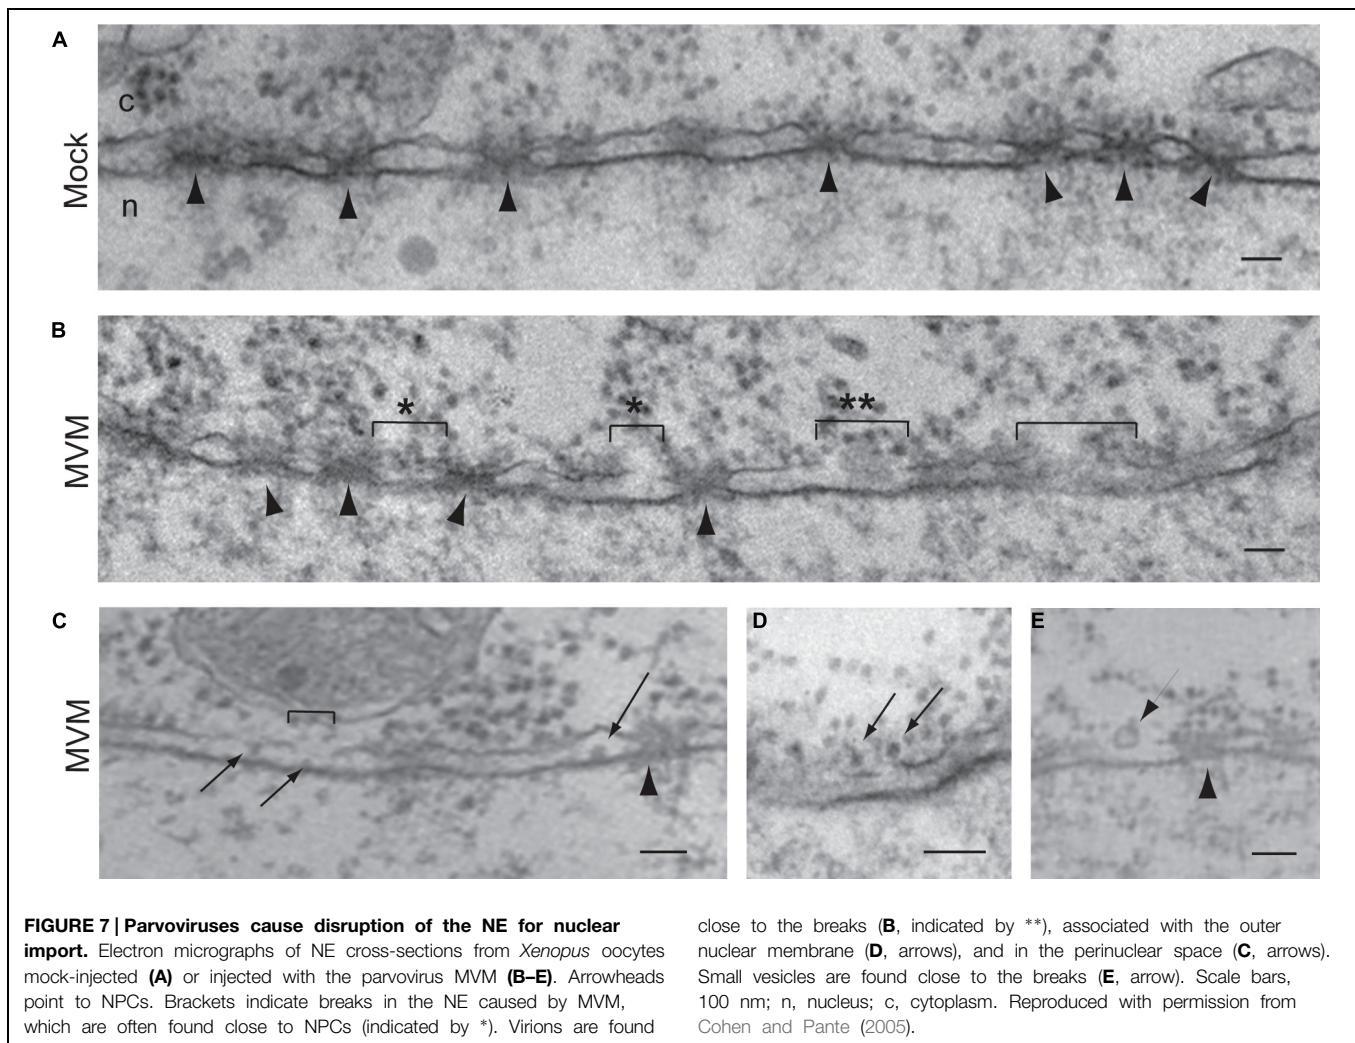 A
c
n
Mock
B
*
*
**
MVM
C
D
E
MVM
FIGURE 7 | Parvoviruses cause disruption of the NE for nuclear
import. Electron micrographs of NE cross-sections from Xenopus oocytes
mock-injected (A) or injected with the parvovirus MVM (B–E). Arrowheads
point to NPCs. Brackets indicate breaks in the NE caused by MVM,
which are often found close to NPCs (indicated by *). Virions are found
close to the breaks (B, indicated by **), associated with the outer
nuclear membrane (D, arrows), and in the perinuclear space (C, arrows).
Small vesicles are found close to the breaks (E, arrow). Scale bars,
100 nm; n, nucleus; c, cytoplasm. Reproduced with permission from
Cohen and Pante (2005).